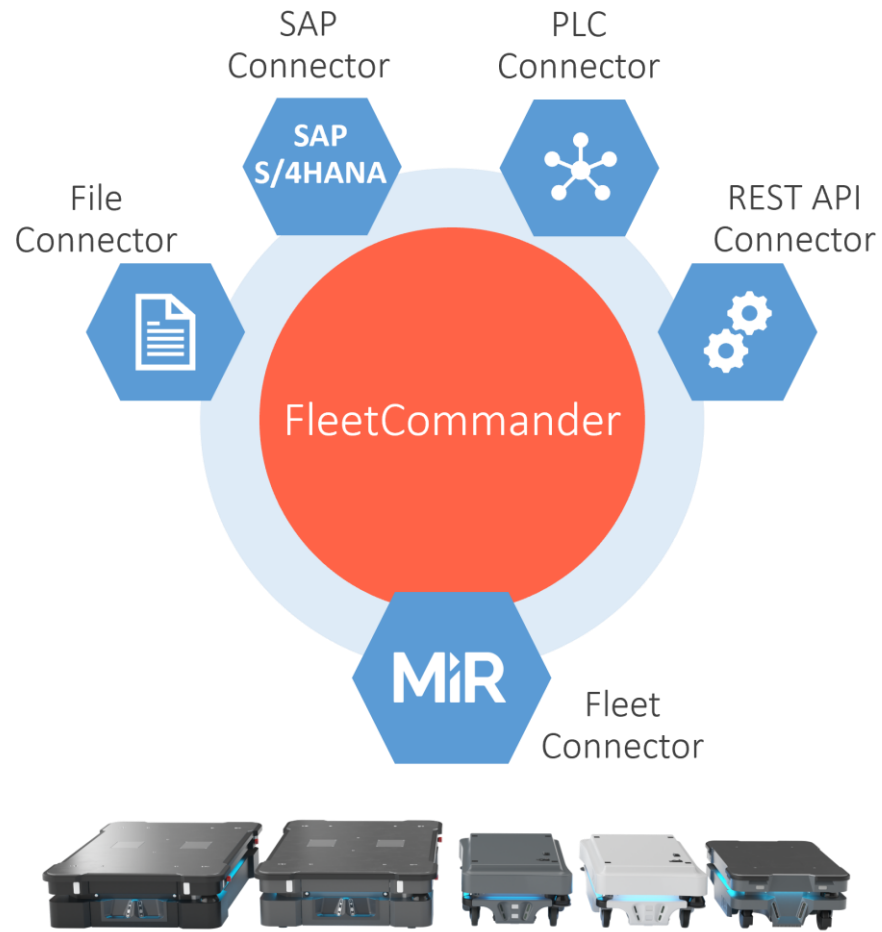 SAP
Connector
PLC
Connector
SAP
S/4HANA
File
Connector
REST API
Connector
FleetCommander
MiR
Fleet
Connector